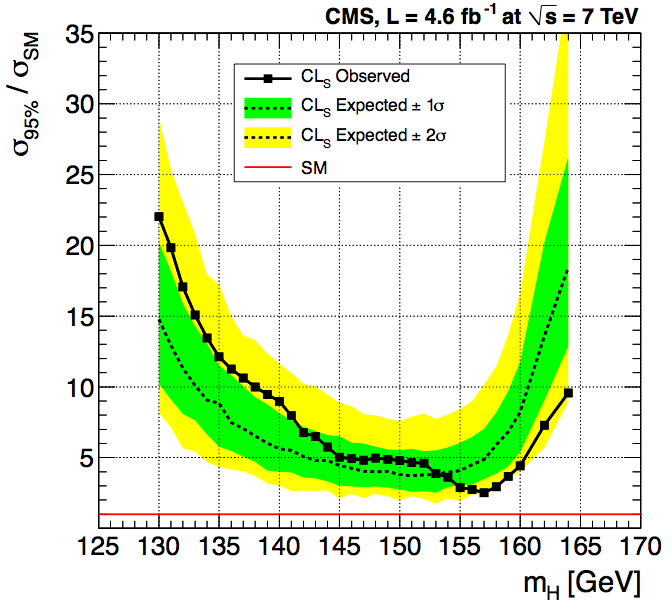 CMS, L = 4.6 fb⁻¹ at √s = 7 TeV
σ95% / σSM
35
30
25
20
15
10
5
CLS Observed
CLS Expected ± 1σ
CLS Expected ± 2σ
SM
125 130 135 140 145 150 155 160 165 170
mH [GeV]